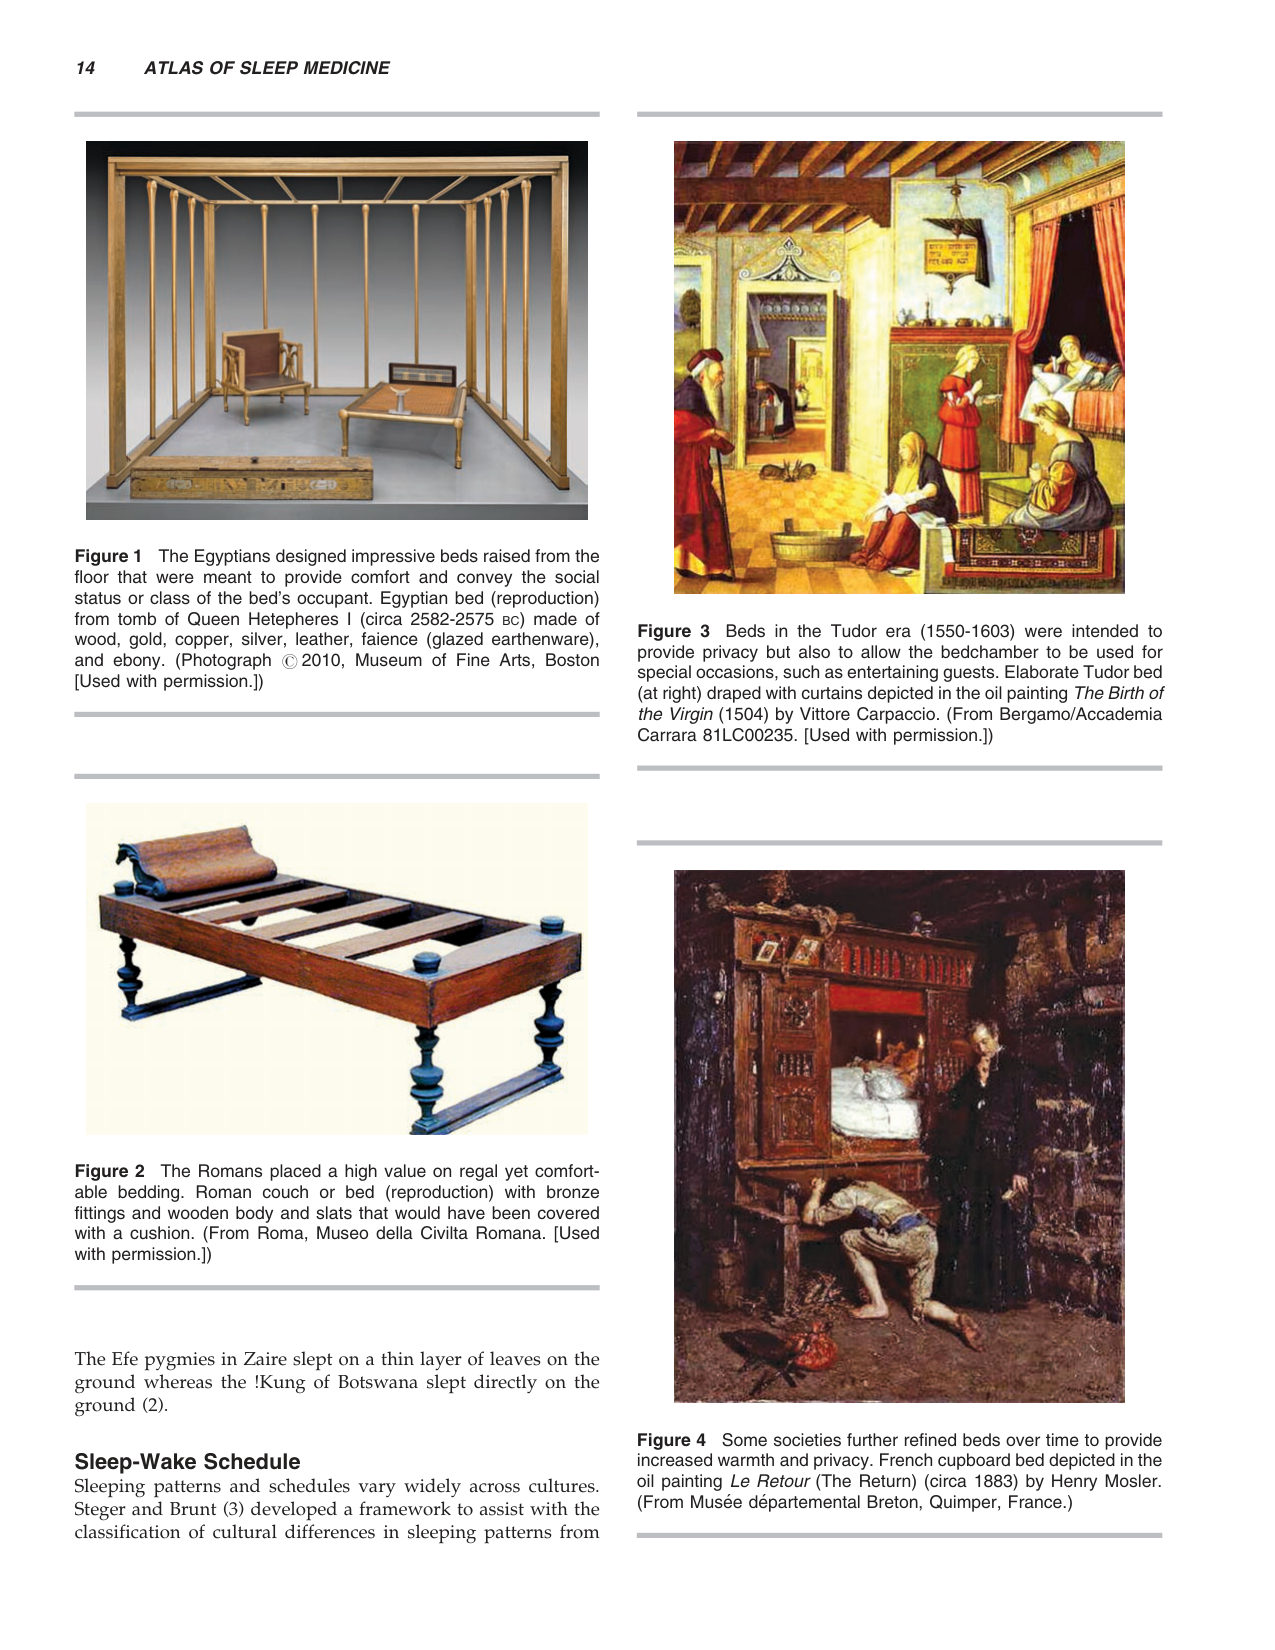 14 ATLAS OF SLEEP MEDICINE
Figure 1 The Egyptians designed impressive beds raised from the
floor that were meant to provide comfort and convey the social
status or class of the bed's occupant. Egyptian bed (reproduction)
from tomb of Queen Hetepheres I (circa 2582-2575 BC) made of
wood, gold, copper, silver, leather, faience (glazed earthenware),
and ebony. (Photograph © 2010, Museum of Fine Arts, Boston
[Used with permission.])
Figure 2 The Romans placed a high value on regal yet comfort-
able bedding. Roman couch or bed (reproduction) with bronze
fittings and wooden body and slats that would have been covered
with a cushion. (From Roma, Museo della Civilta Romana. [Used
with permission.])
The Efe pygmies in Zaire slept on a thin layer of leaves on the
ground whereas the !Kung of Botswana slept directly on the
ground (2).
Sleep-Wake Schedule
Sleeping patterns and schedules vary widely across cultures.
Steger and Brunt (3) developed a framework to assist with the
classification of cultural differences in sleeping patterns from
Figure 3 Beds in the Tudor era (1550-1603) were intended to
provide privacy but also to allow the bedchamber to be used for
special occasions, such as entertaining guests. Elaborate Tudor bed
(at right) draped with curtains depicted in the oil painting The Birth of
the Virgin (1504) by Vittore Carpaccio. (From Bergamo/Accademia
Carrara 81LC00235. [Used with permission.])
Figure 4 Some societies further refined beds over time to provide
increased warmth and privacy. French cupboard bed depicted in the
oil painting Le Retour (The Return) (circa 1883) by Henry Mosler.
(From Musée départemental Breton, Quimper, France.)